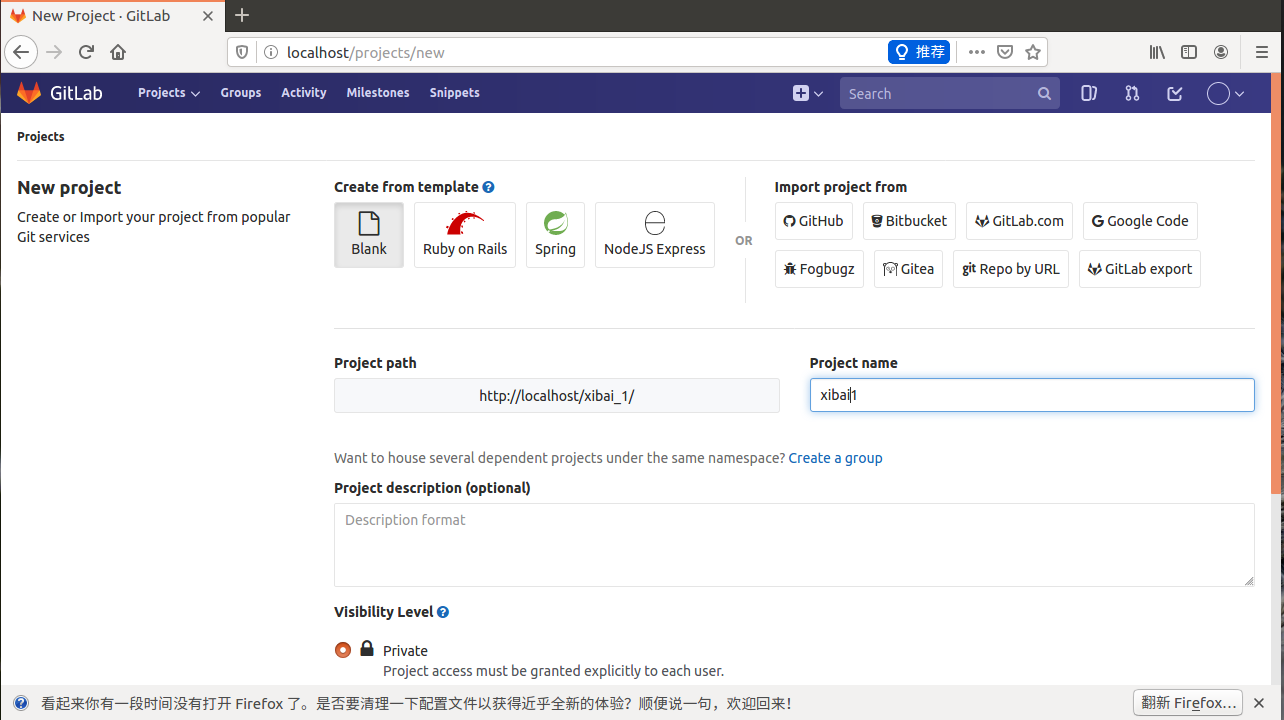 New Project · GitLab
localhost/projects/new
推荐
GitLab
Projects
Groups
Activity
Milestones
Snippets
Search
Projects
New project
Create or Import your project from popular
Git services
Create from template
Blank
Ruby on Rails
Spring
NodeJS Express
OR
Import project from
GitHub
Bitbucket
GitLab.com
Google Code
Fogbugz
Gitea
git Repo by URL
GitLab export
Project path
http://localhost/xibai_1/
Project name
xibai1
Want to house several dependent projects under the same namespace? Create a group
Project description (optional)
Description format
Visibility Level
Private
Project access must be granted explicitly to each user.
看起来你有一段时间没有打开 Firefox 了。是否要清理一下配置文件以获得近乎全新的体验？顺便说一句，欢迎回来！
翻新 Firefox...